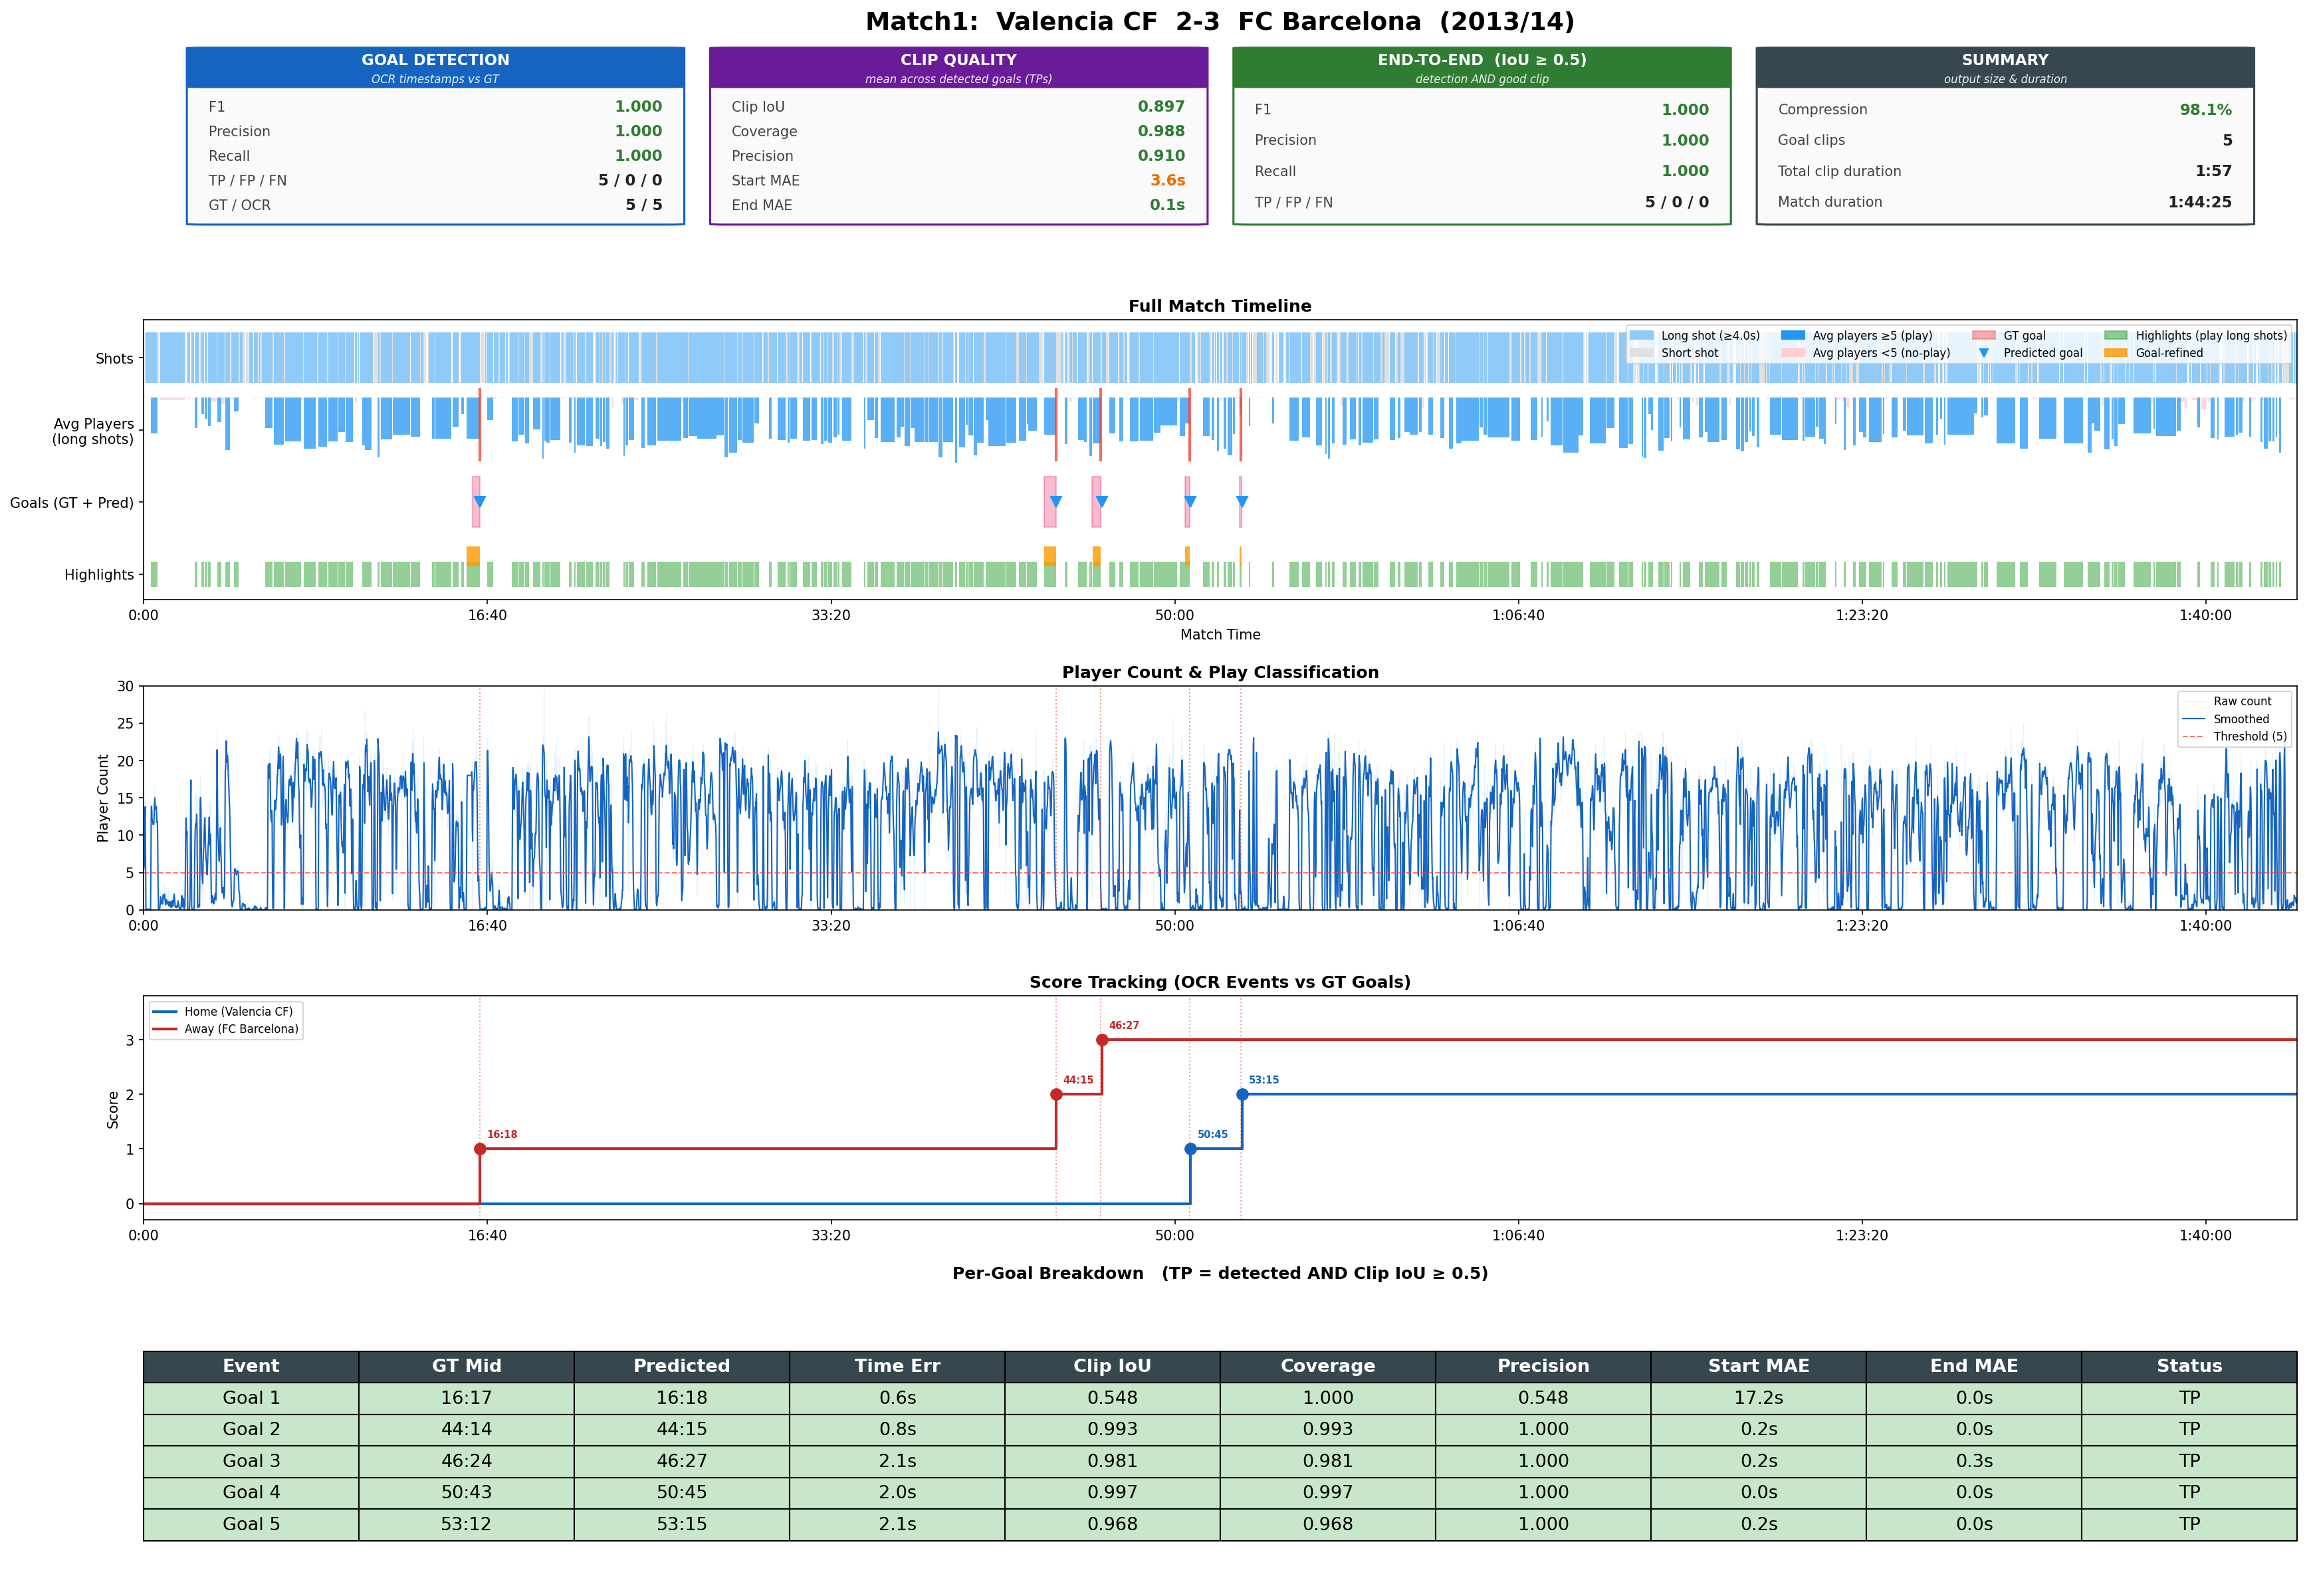 Match1:  Valencia CF  2-3  FC Barcelona  (2013/14)
GOAL DETECTION
OCR timestamps vs GT
F1 1.000
Precision 1.000
Recall 1.000
TP / FP / FN 5 / 0 / 0
GT / OCR 5 / 5
CLIP QUALITY
mean across detected goals (TPs)
Clip IoU 0.897
Coverage 0.988
Precision 0.910
Start MAE 3.6s
End MAE 0.1s
END-TO-END  (IoU ≥ 0.5)
detection AND good clip
F1 1.000
Precision 1.000
Recall 1.000
TP / FP / FN 5 / 0 / 0
SUMMARY
output size & duration
Compression 98.1%
Goal clips 5
Total clip duration 1:57
Match duration 1:44:25
Full Match Timeline
Long shot (≥4.0s) Avg players ≥5 (play) GT goal Highlights (play long shots)
Short shot Avg players <5 (no-play) Predicted goal Goal-refined
Shots
Avg Players
(long shots)
Goals (GT + Pred)
Highlights
0:00 16:40 33:20 50:00 1:06:40 1:23:20 1:40:00
Match Time
Player Count & Play Classification
Raw count
Smoothed
Threshold (5)
Player Count
30
25
20
15
10
5
0
0:00 16:40 33:20 50:00 1:06:40 1:23:20 1:40:00
Score Tracking (OCR Events vs GT Goals)
Home (Valencia CF)
Away (FC Barcelona)
Score
3
2
1
0
16:18
44:15
46:27
50:45
53:15
0:00 16:40 33:20 50:00 1:06:40 1:23:20 1:40:00
Per-Goal Breakdown   (TP = detected AND Clip IoU ≥ 0.5)
Event GT Mid Predicted Time Err Clip IoU Coverage Precision Start MAE End MAE Status
Goal 1 16:17 16:18 0.6s 0.548 1.000 0.548 17.2s 0.0s TP
Goal 2 44:14 44:15 0.8s 0.993 0.993 1.000 0.2s 0.0s TP
Goal 3 46:24 46:27 2.1s 0.981 0.981 1.000 0.2s 0.3s TP
Goal 4 50:43 50:45 2.0s 0.997 0.997 1.000 0.0s 0.0s TP
Goal 5 53:12 53:15 2.1s 0.968 0.968 1.000 0.2s 0.0s TP